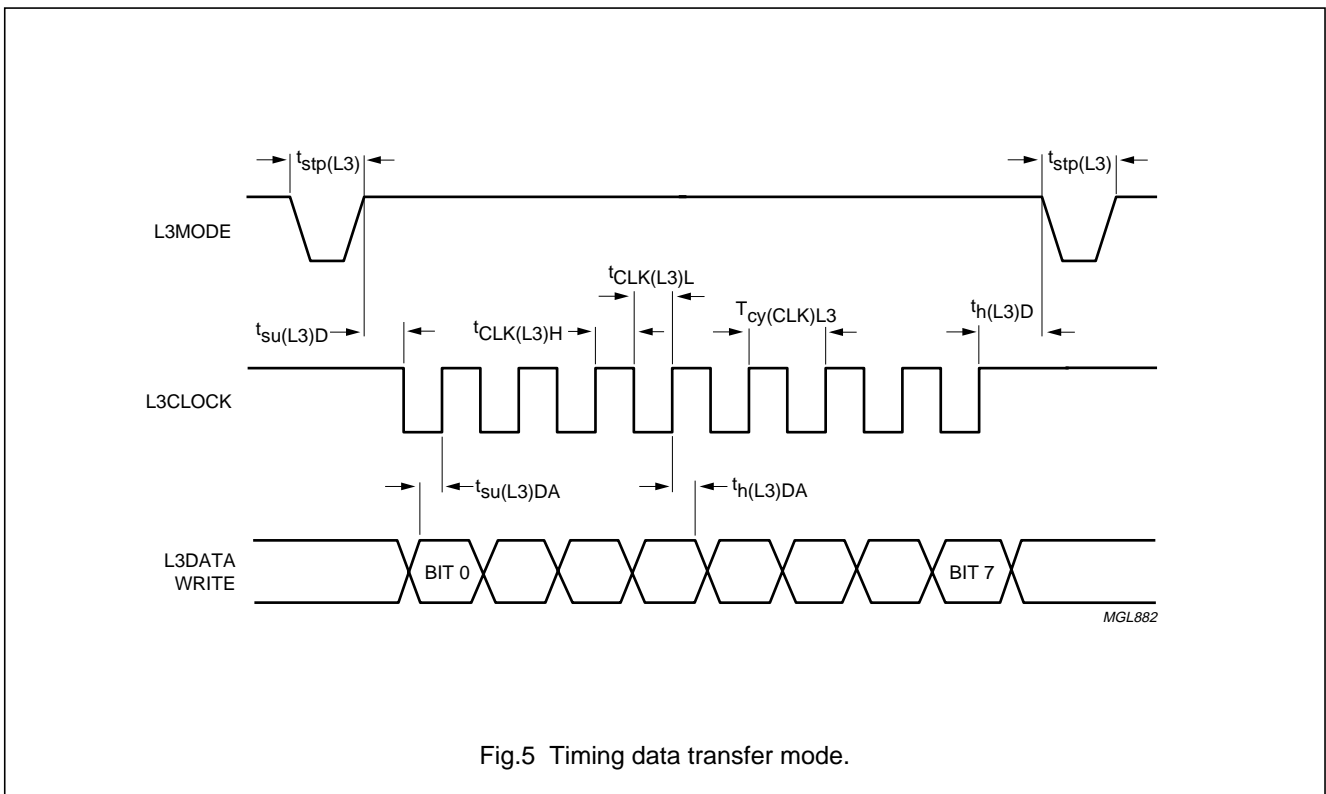 tstp(L3) tstp(L3)
L3MODE
tCLK(L3)L
tsu(L3)D tCLK(L3)H Tcy(CLK)L3 th(L3)D
L3CLOCK
tsu(L3)DA th(L3)DA
L3DATA
WRITE
BIT 0 BIT 7
MGL882
Fig.5 Timing data transfer mode.